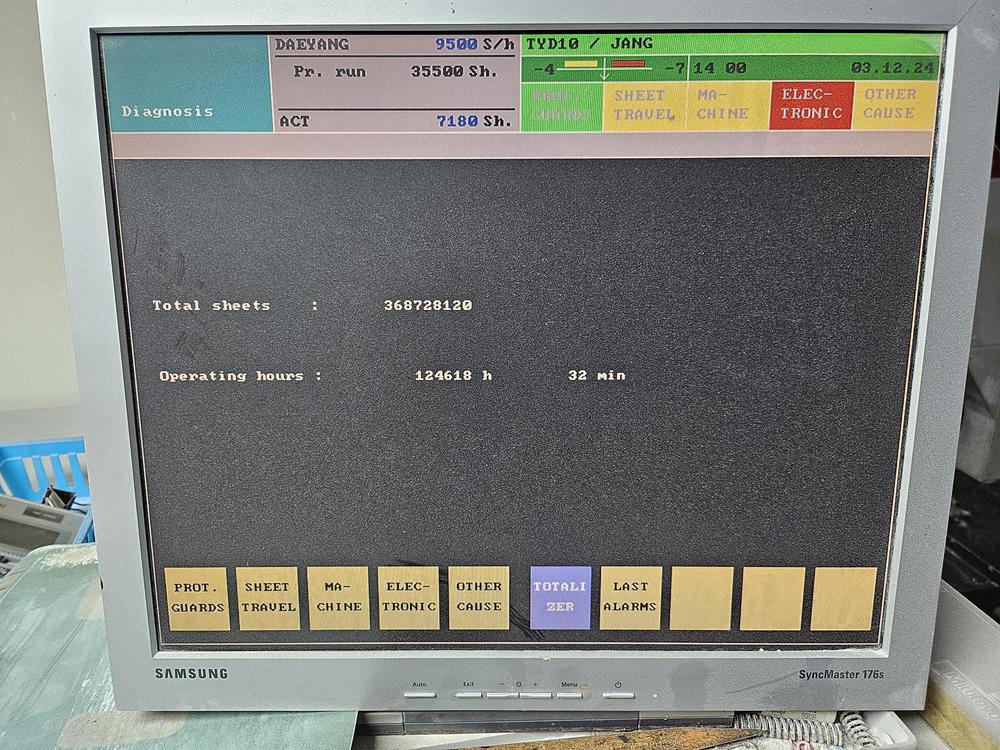 DAEYANG 9500 S/h
TYD10 / JANG
Pr. run 35500 Sh.
-4 -7 14 00 03.12.24
Diagnosis
ACT 7180 Sh.
PROT. GUARDS
SHEET TRAVEL
MA- CHINE
ELEC- TRONIC
OTHER CAUSE
Total sheets : 368728120
Operating hours : 124618 h 32 min
PROT. GUARDS
SHEET TRAVEL
MA- CHINE
ELEC- TRONIC
OTHER CAUSE
TOTALI ZER
LAST ALARMS
SAMSUNG
SyncMaster 176s
Auto Exit - + Menu